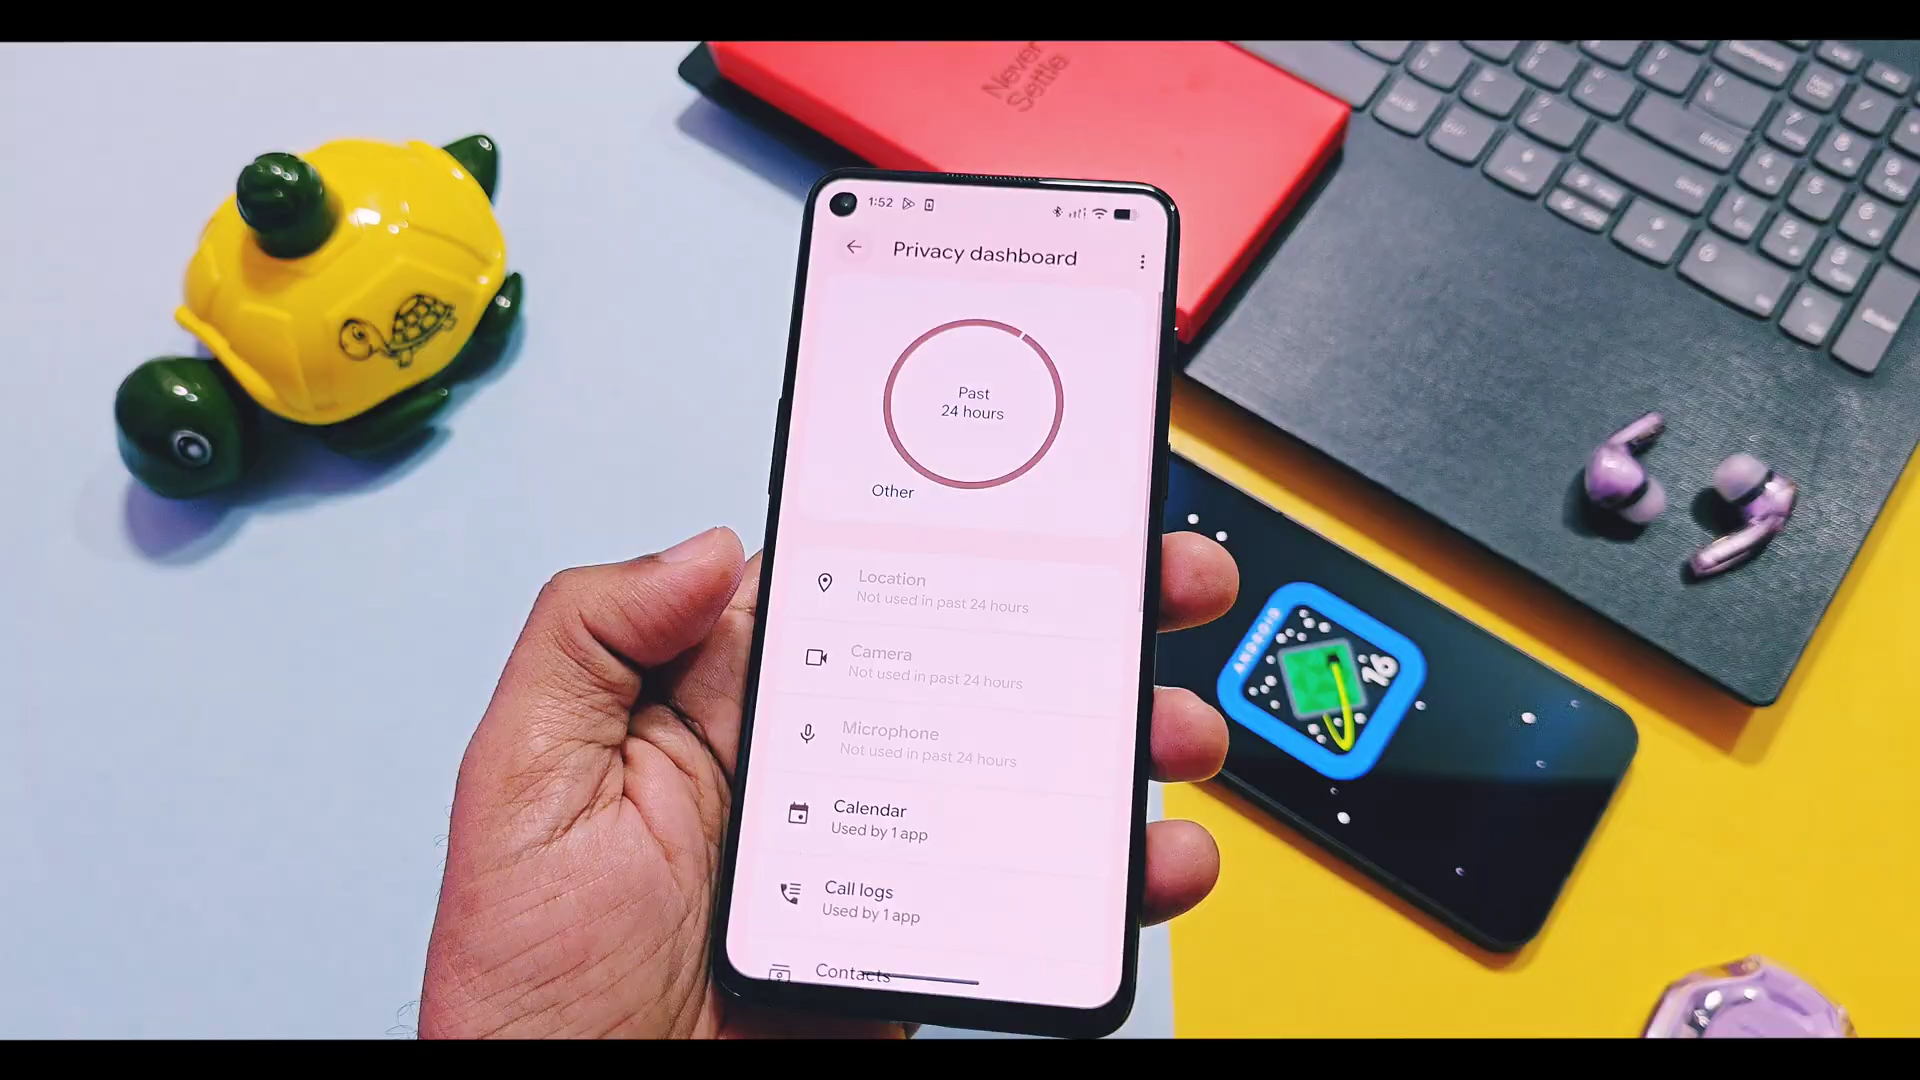 Never
Settle
1:52
Privacy dashboard
Past
24 hours
Other
Location
Not used in past 24 hours
Camera
Not used in past 24 hours
Microphone
Not used in past 24 hours
Calendar
Used by 1 app
Call logs
Used by 1 app
Contacts
ANDROID
16